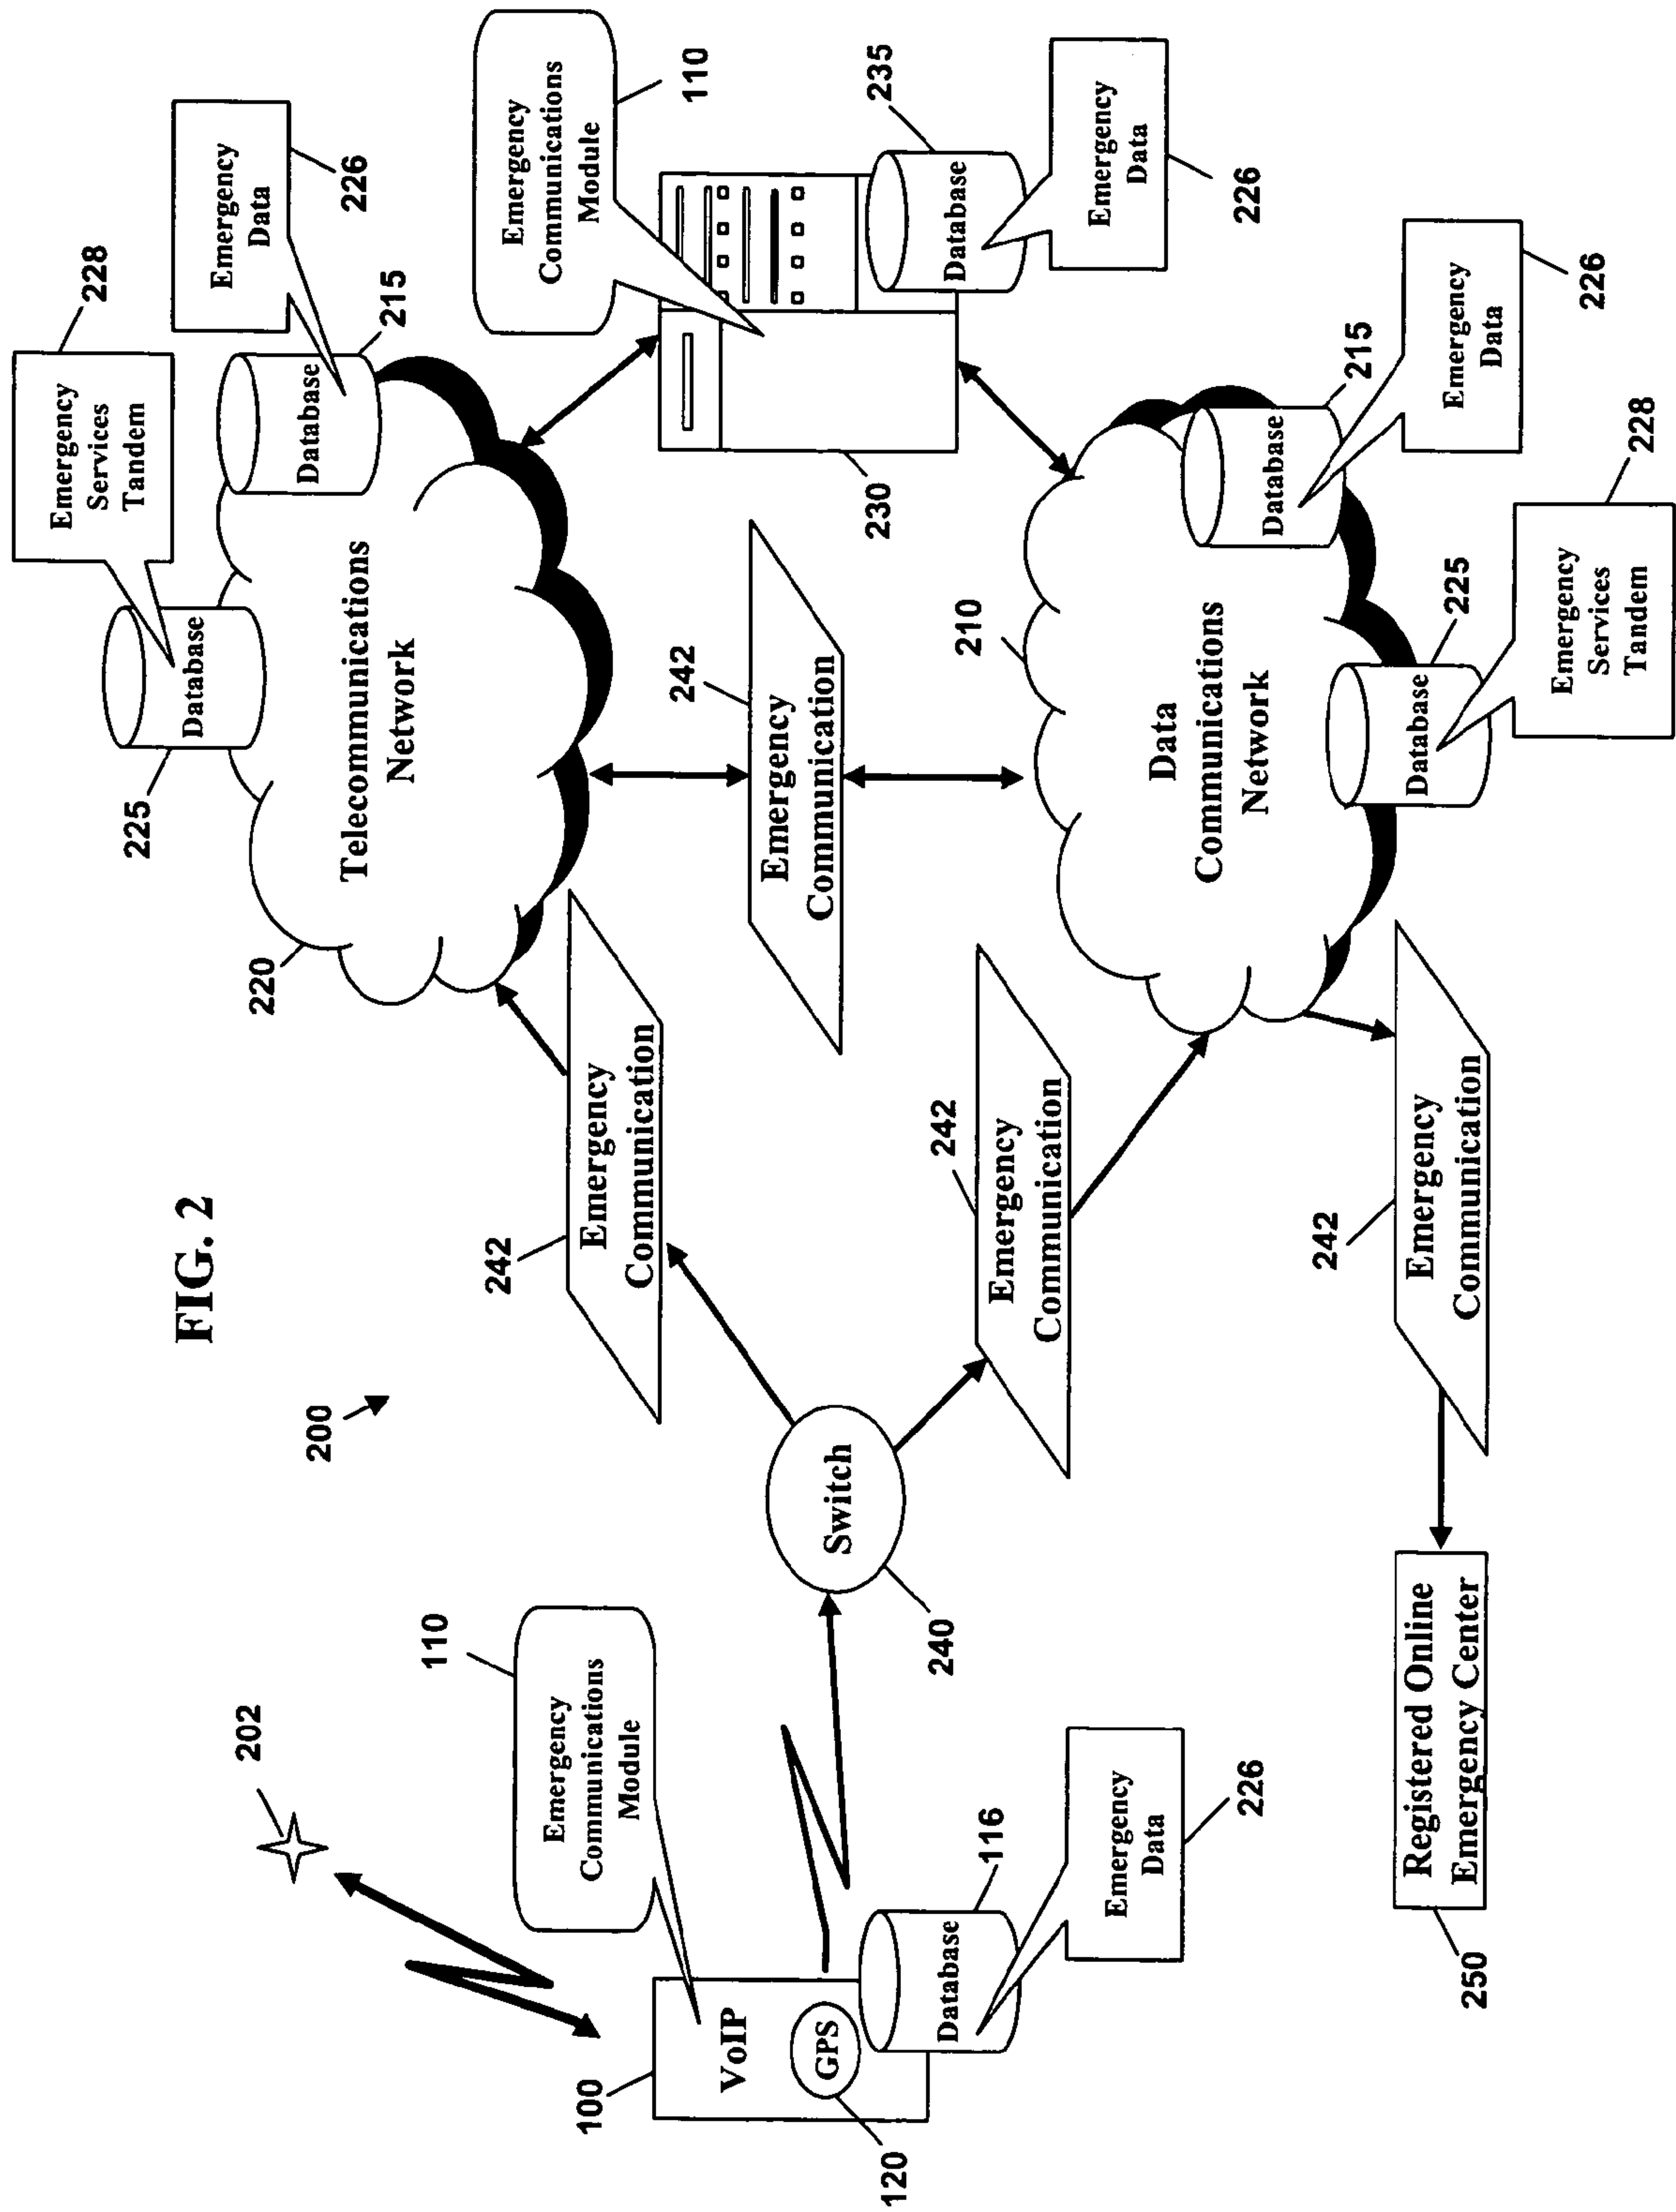 FIG. 2
200
202
100
VoIP
GPS
120
110
Emergency
Communications
Module
Database
116
Emergency
Data
226
Switch
240
242
Emergency
Communication
242
Emergency
Communication
220
Telecommunications
Network
225
Database
228
Emergency
Services
Tandem
215
Database
226
Emergency
Data
242
Emergency
Communication
110
Emergency
Communications
Module
230
235
Database
Emergency
Data
226
210
Data
Communications
Network
215
Database
Emergency
Data
226
225
Database
228
Emergency
Services
Tandem
242
Emergency
Communication
250
Registered Online
Emergency Center